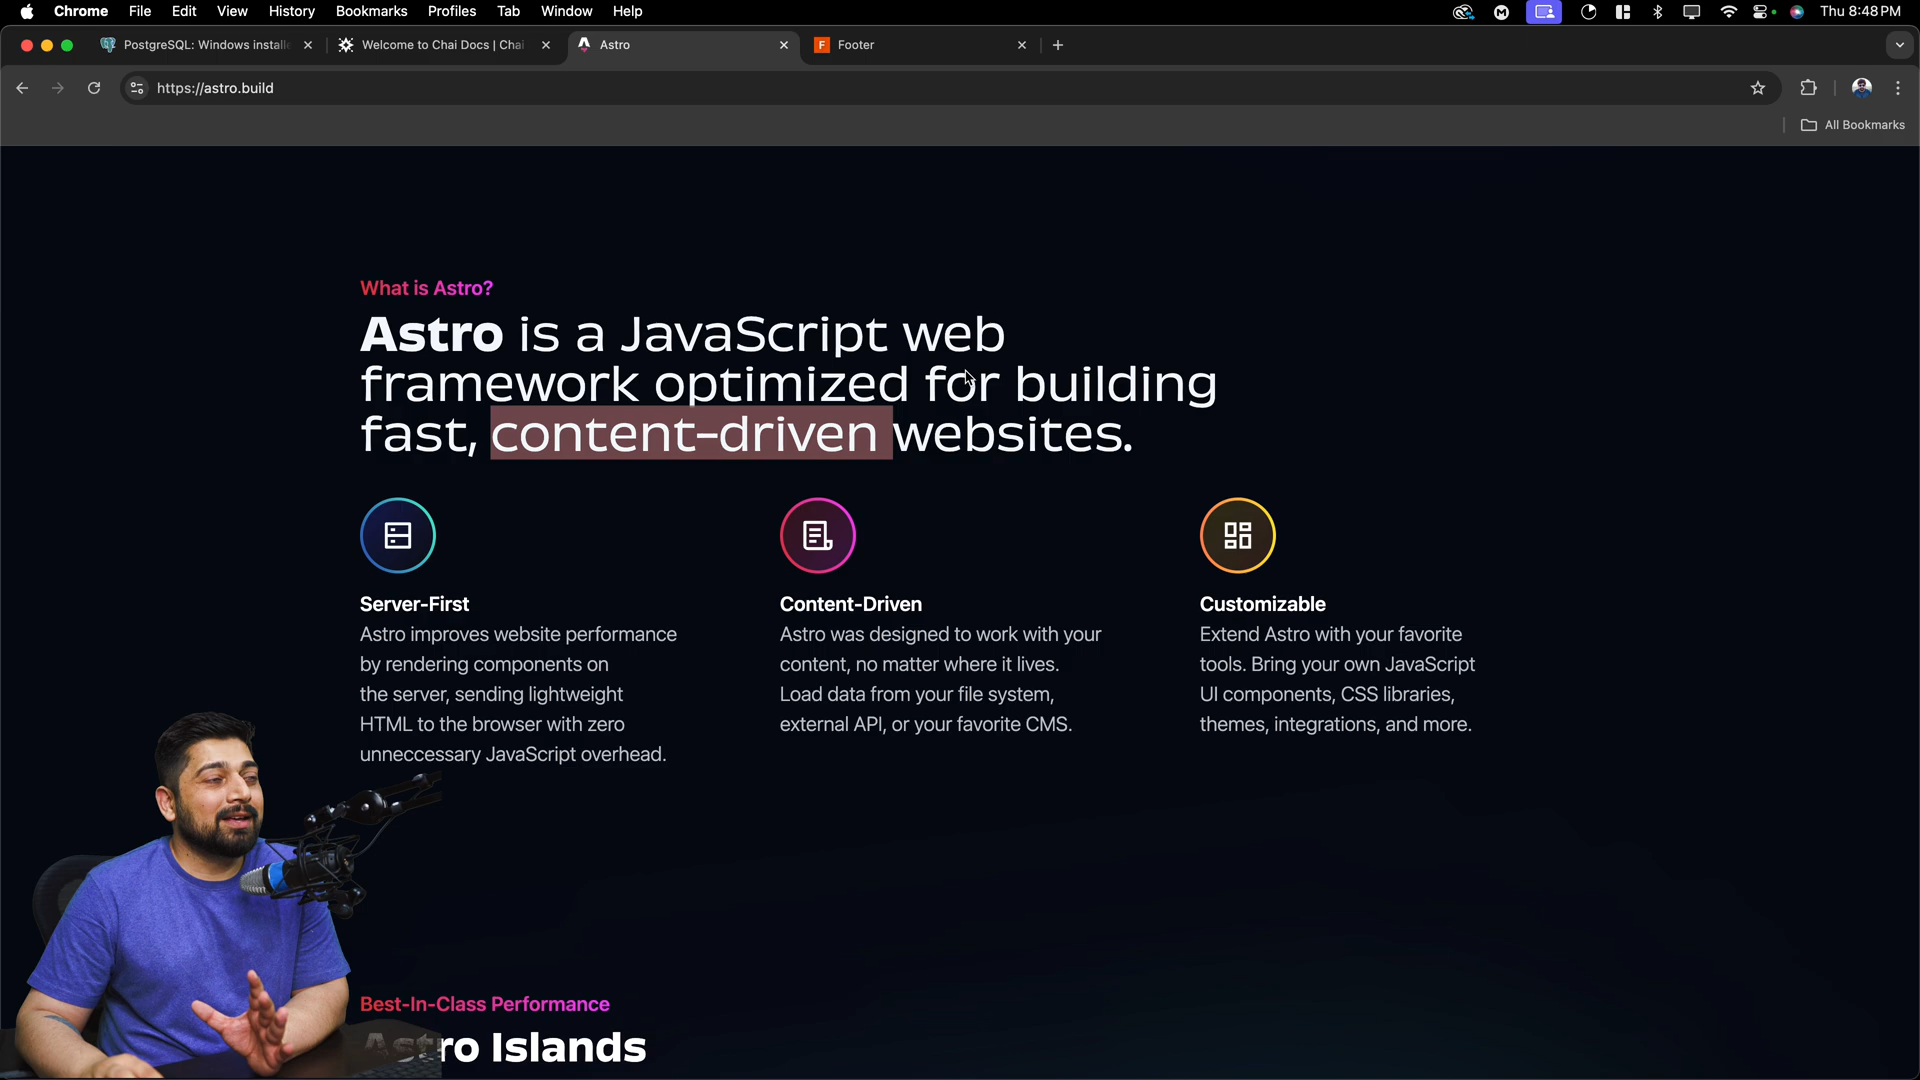 Chrome File Edit View History Bookmarks Profiles Tab Window Help Thu 8:48 PM
PostgreSQL: Windows installe
Welcome to Chai Docs | Chai
Astro
Footer
https://astro.build
All Bookmarks
What is Astro?
Astro is a JavaScript web
framework optimized for building
fast, content-driven websites.
Server-First
Astro improves website performance
by rendering components on
the server, sending lightweight
HTML to the browser with zero
unneccessary JavaScript overhead.
Content-Driven
Astro was designed to work with your
content, no matter where it lives.
Load data from your file system,
external API, or your favorite CMS.
Customizable
Extend Astro with your favorite
tools. Bring your own JavaScript
UI components, CSS libraries,
themes, integrations, and more.
Best-In-Class Performance
Astro Islands